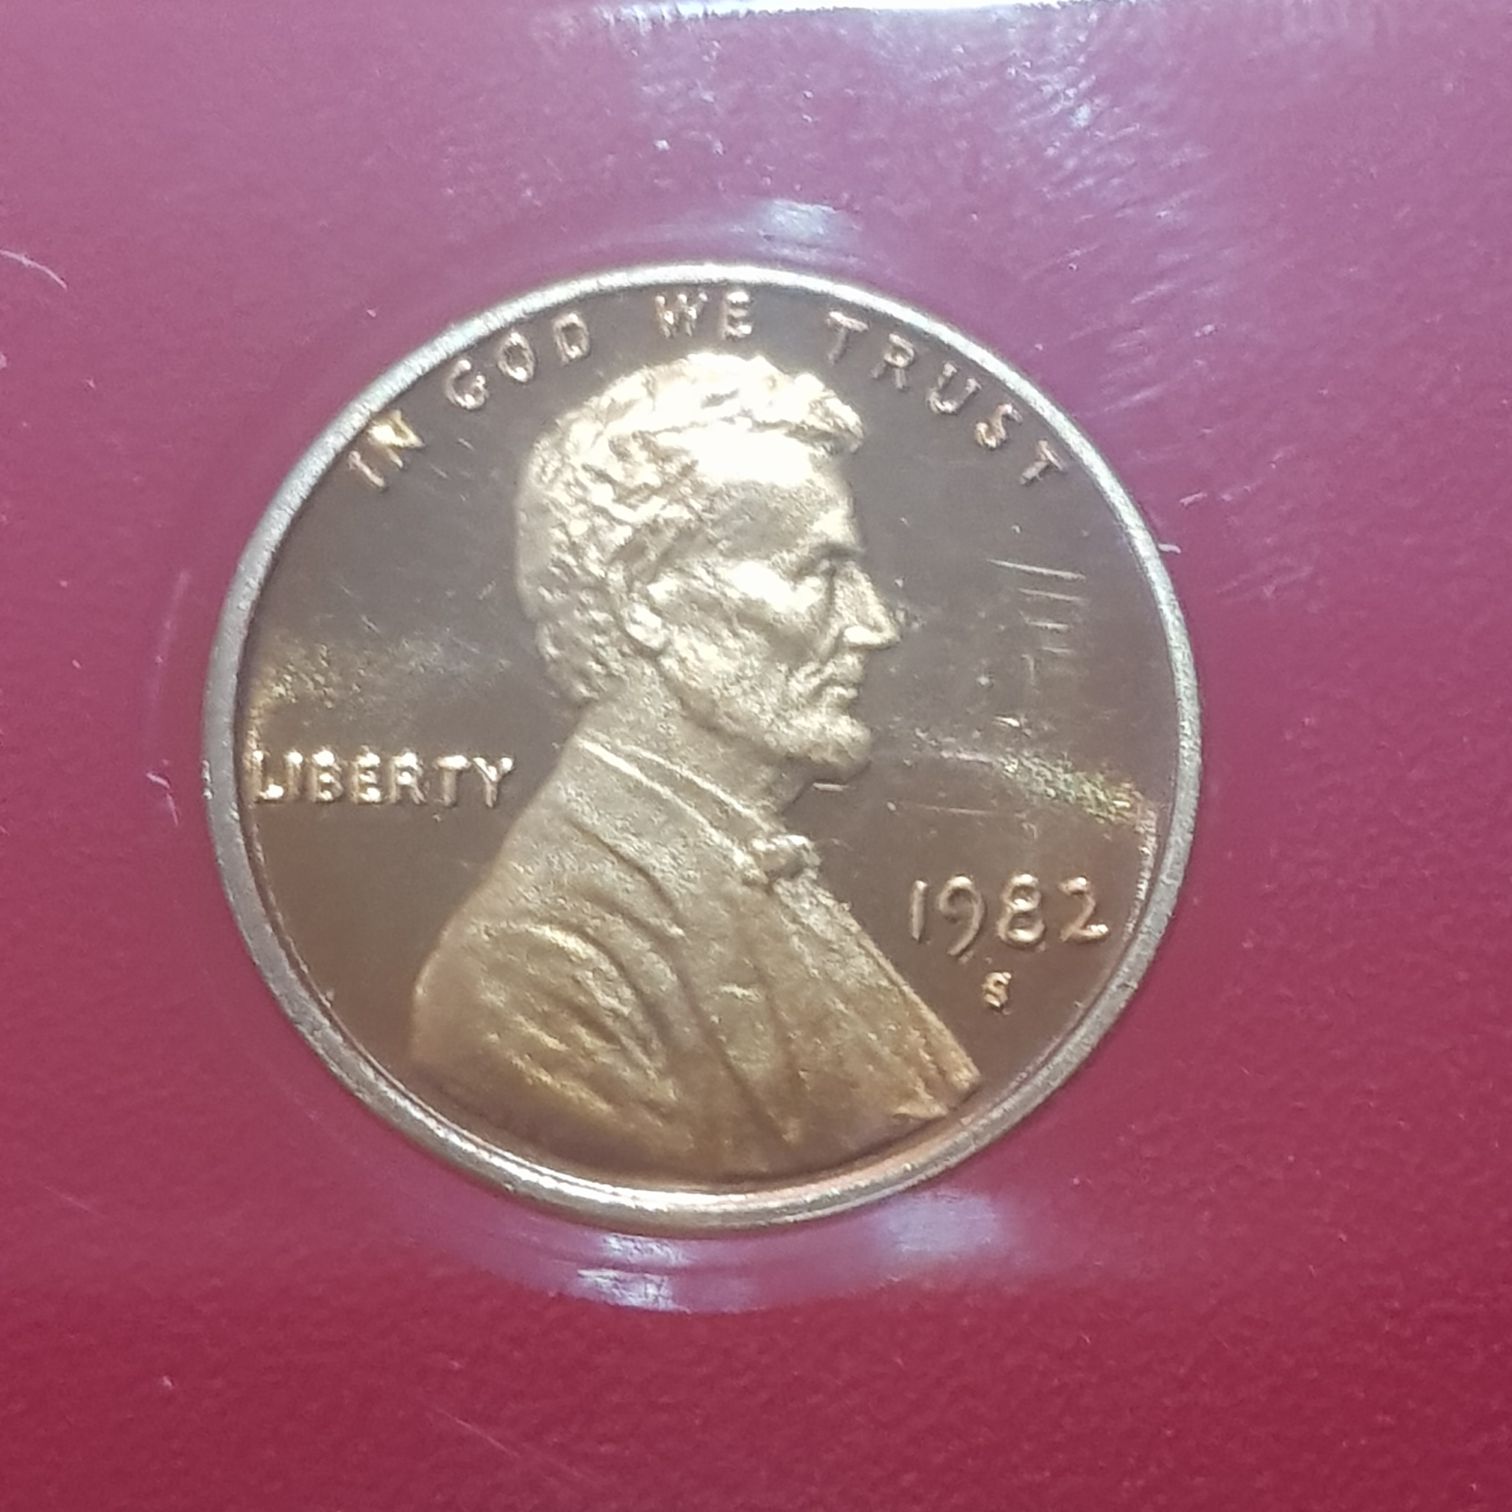 IN GOD WE TRUST
LIBERTY
1982
S